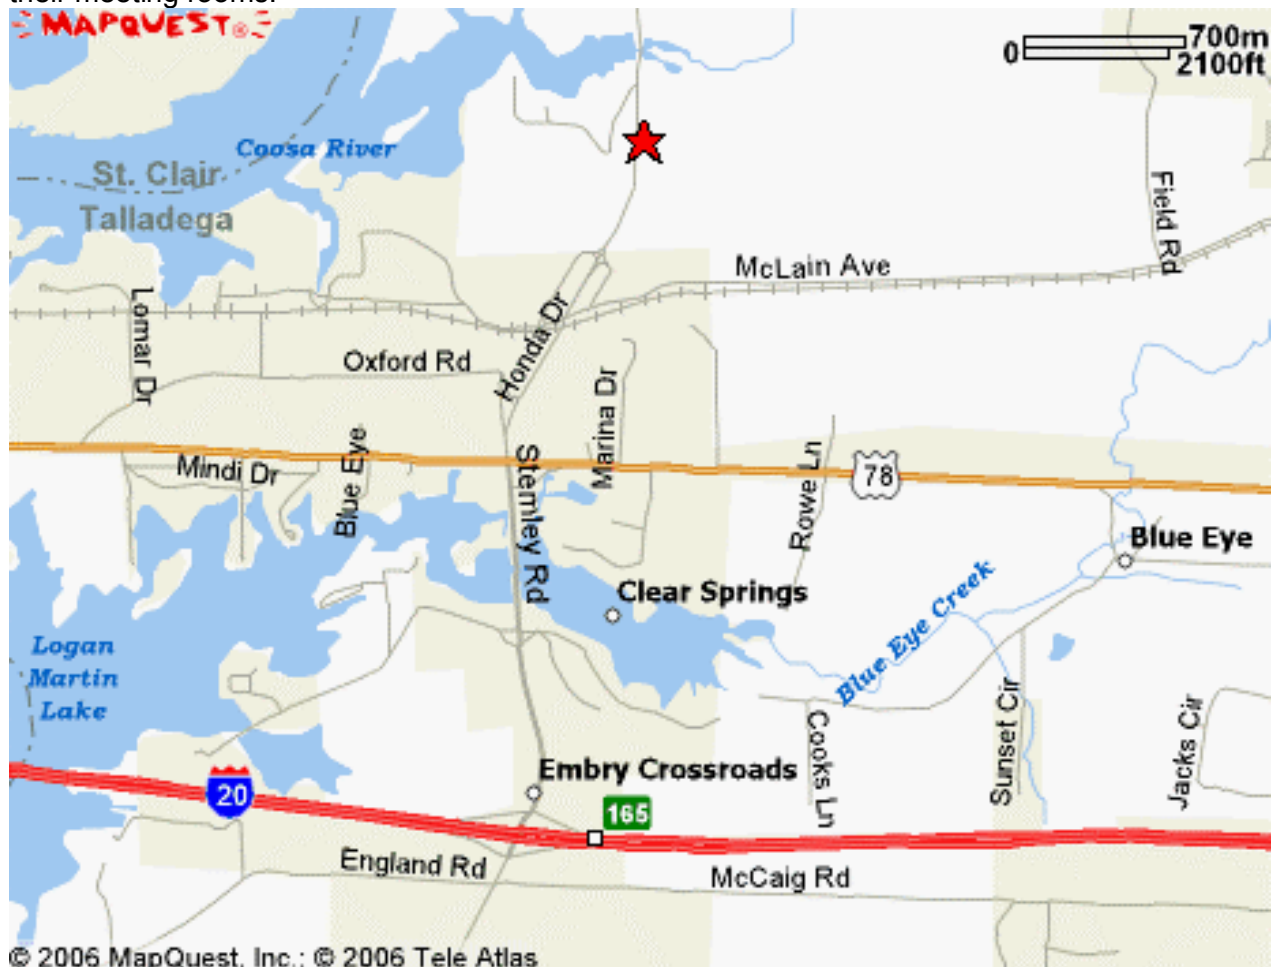 their meeting rooms.
MAPQUEST®
0 700m
2100ft
Coosa River
St. Clair
Talladega
Field Rd
McLain Ave
Lomar Dr
Honda Dr
Oxford Rd
Marina Dr
Mindi Dr
Blue Eye
Stemley Rd
Rowe Ln
78
Blue Eye
Clear Springs
Blue Eye Creek
Logan
Martin
Lake
Sunset Cir
Cooks Ln
Jacks Cir
Embry Crossroads
20
165
England Rd
McCaig Rd
© 2006 MapQuest, Inc.; © 2006 Tele Atlas